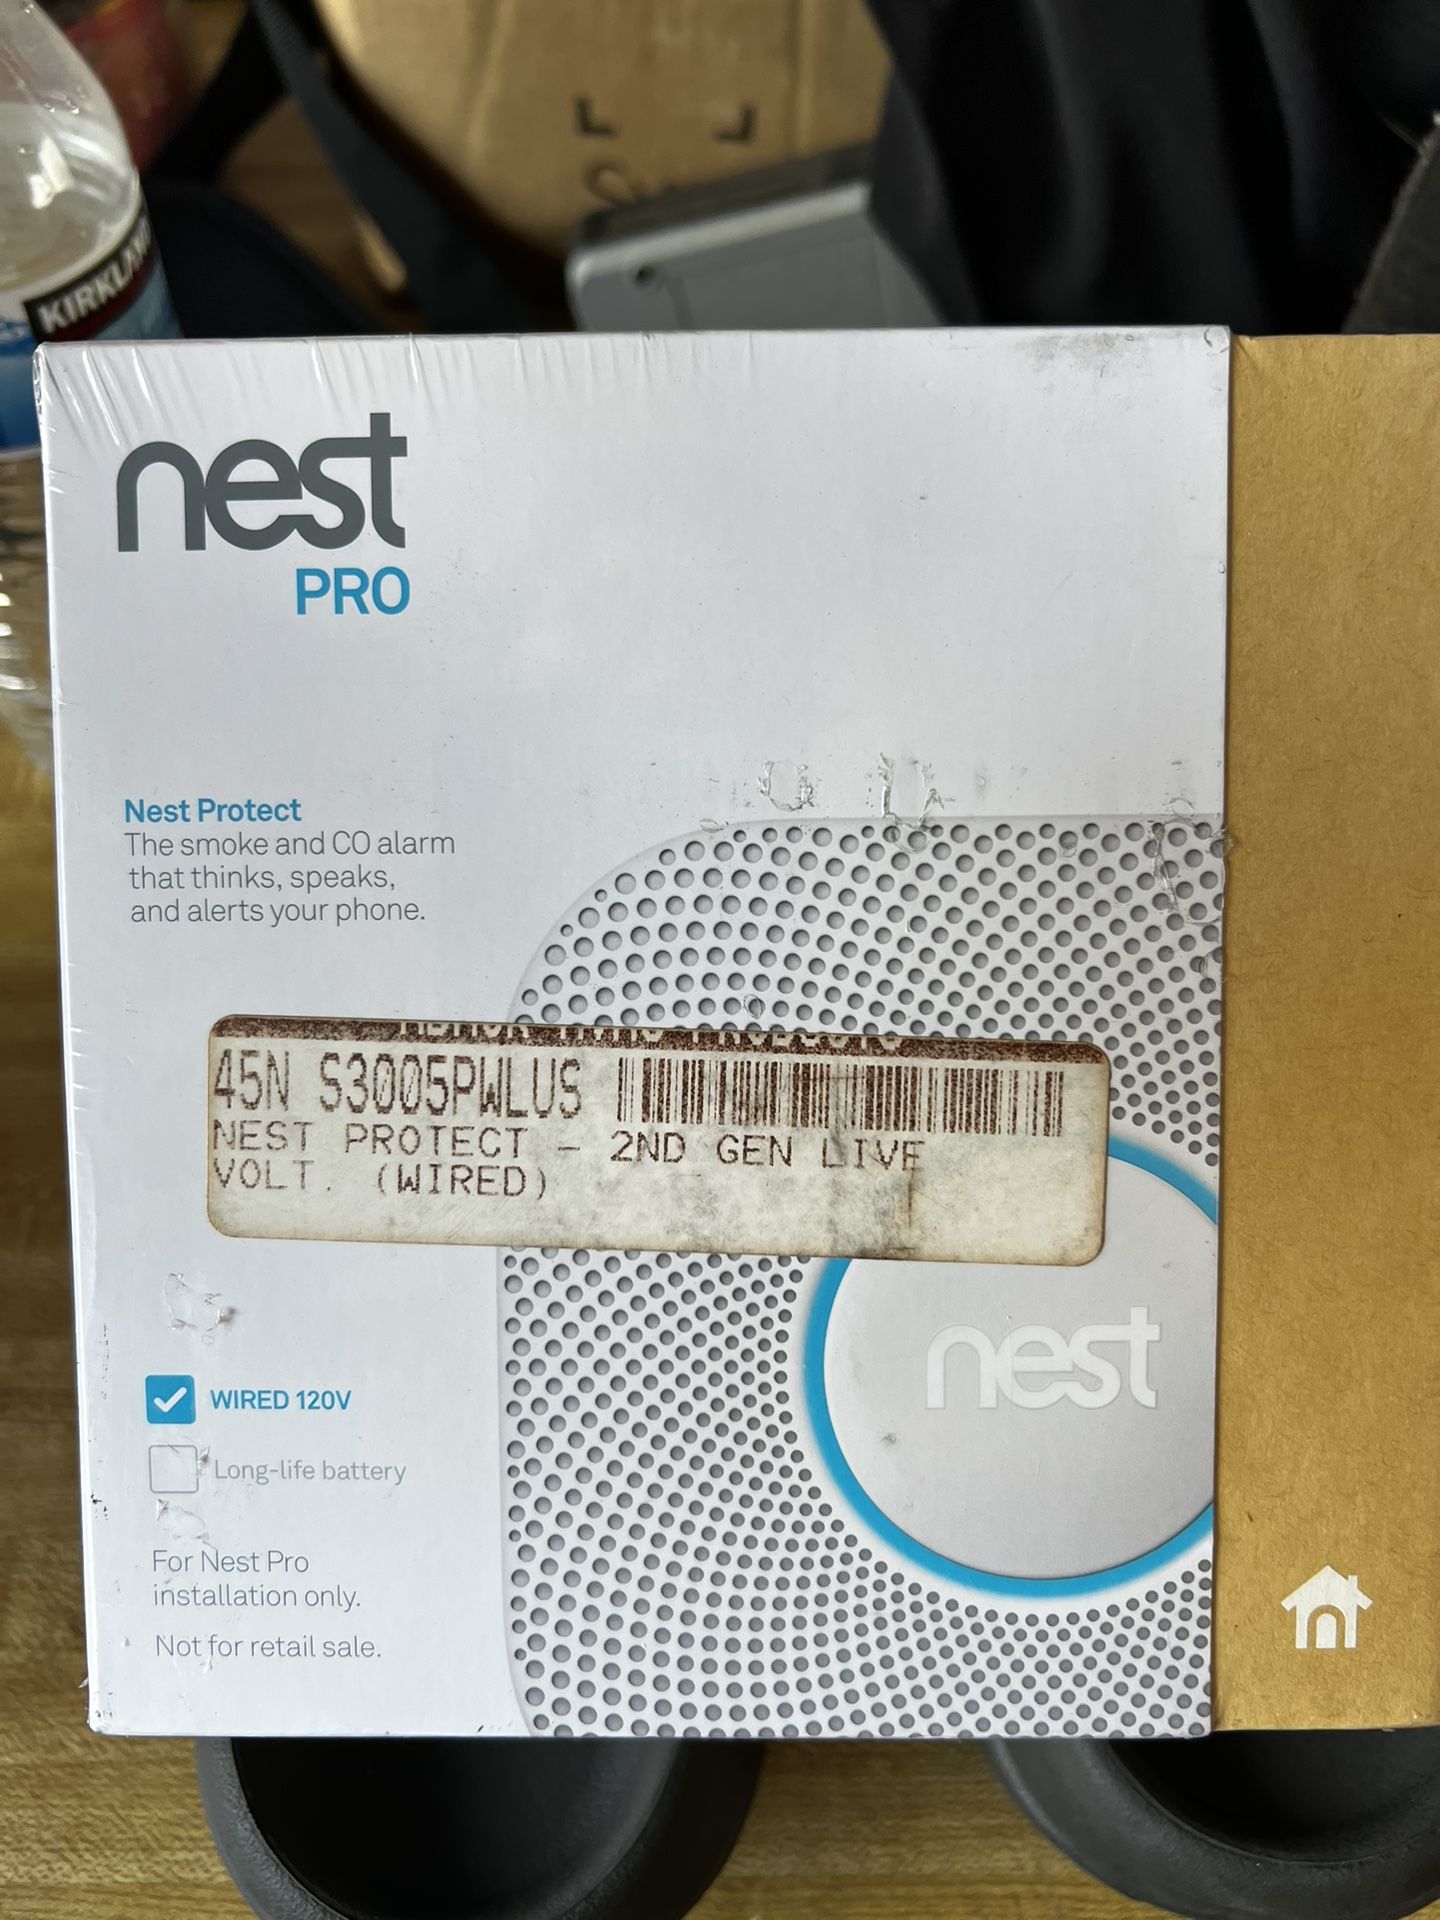 KIRKLAN
nest
PRO
Nest Protect
The smoke and CO alarm
that thinks, speaks,
and alerts your phone.
45N S3005PWLUS
NEST PROTECT - 2ND GEN LIVE
VOLT. (WIRED)
nest
WIRED 120V
Long-life battery
For Nest Pro
installation only.
Not for retail sale.